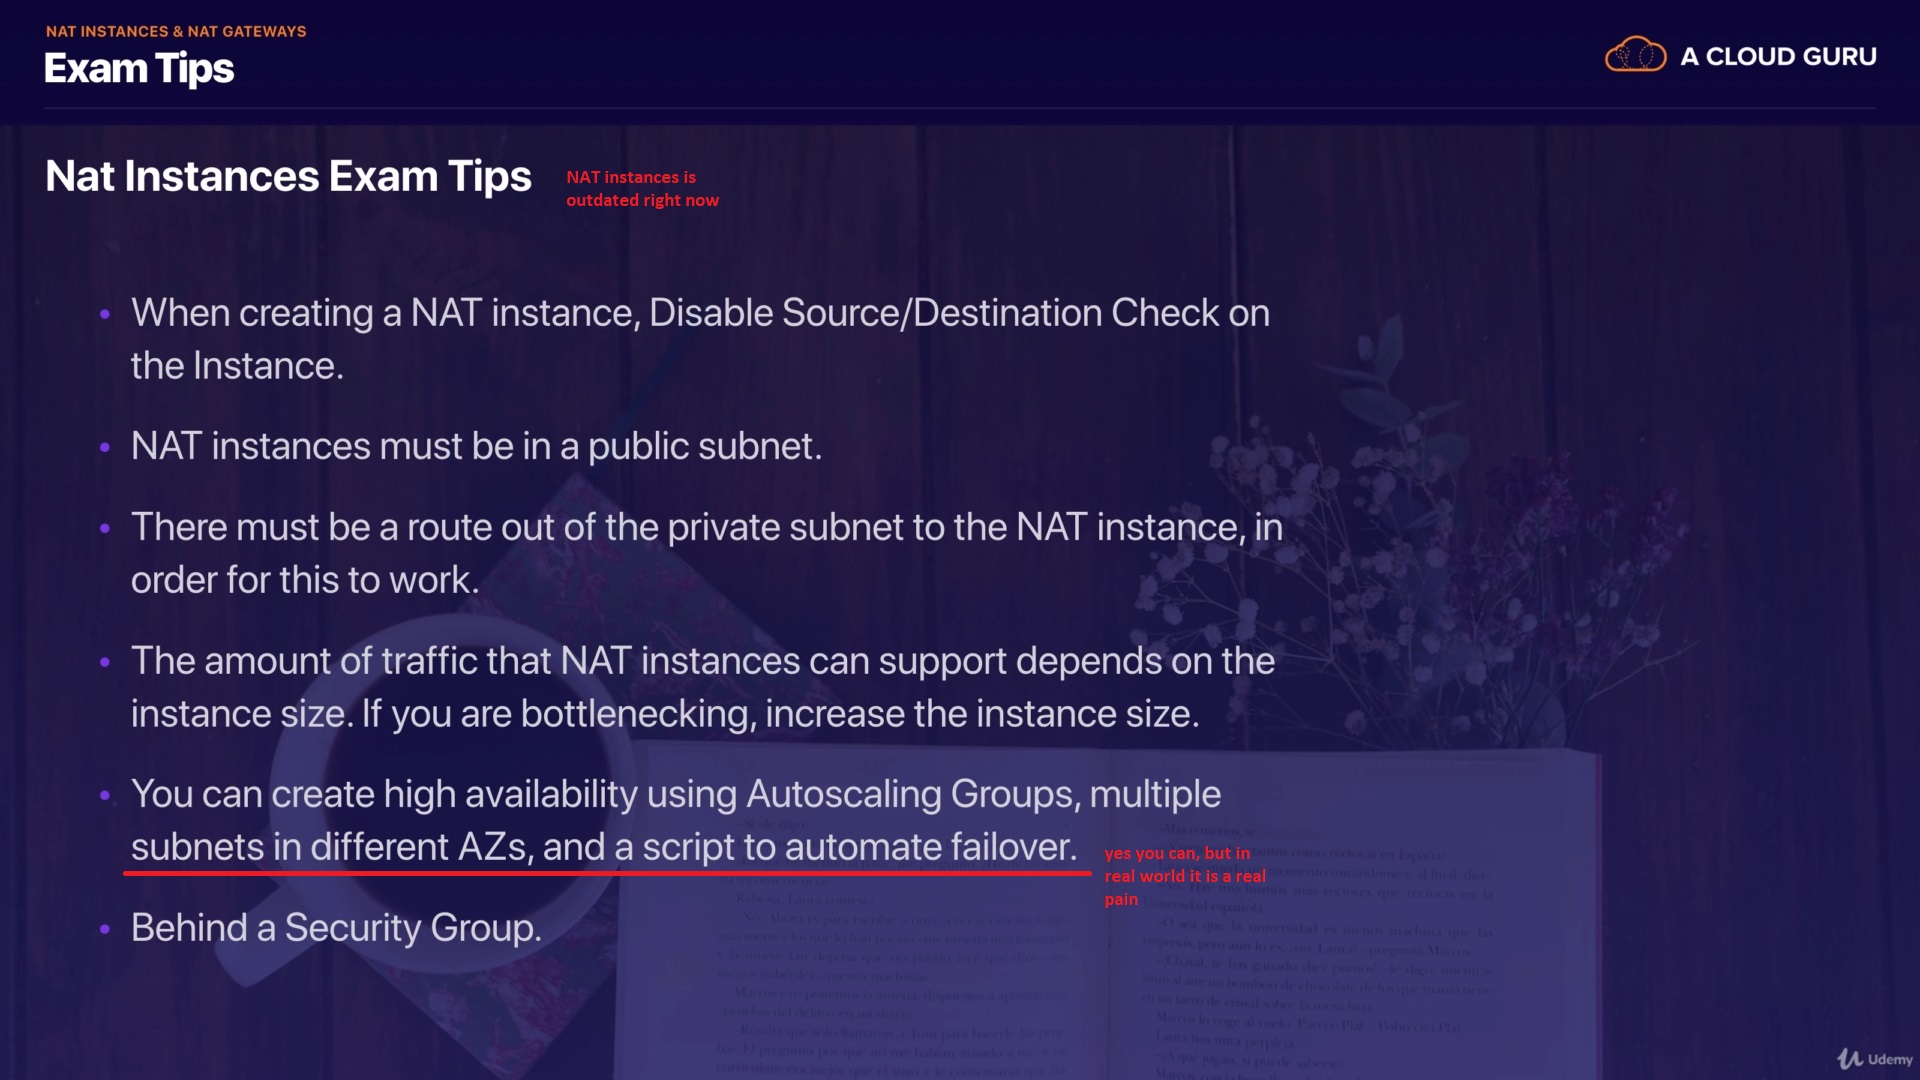 NAT INSTANCES & NAT GATEWAYS
Exam Tips
A CLOUD GURU
Nat Instances Exam Tips
NAT instances is
outdated right now
• When creating a NAT instance, Disable Source/Destination Check on
the Instance.
• NAT instances must be in a public subnet.
• There must be a route out of the private subnet to the NAT instance, in
order for this to work.
• The amount of traffic that NAT instances can support depends on the
instance size. If you are bottlenecking, increase the instance size.
• You can create high availability using Autoscaling Groups, multiple
subnets in different AZs, and a script to automate failover.
yes you can, but in
real world it is a real
pain
• Behind a Security Group.
Udemy